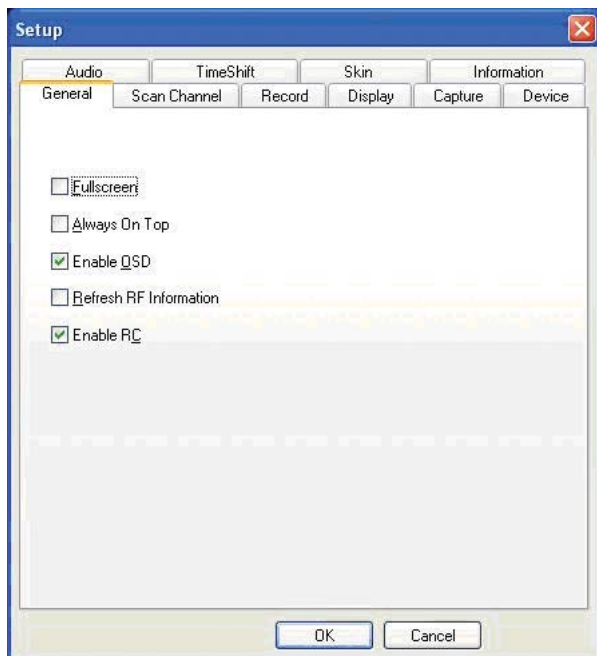 Setup
Audio TimeShift Skin Information
General Scan Channel Record Display Capture Device
Fullscreen
Always On Top
Enable OSD
Refresh RF Information
Enable RC
OK Cancel